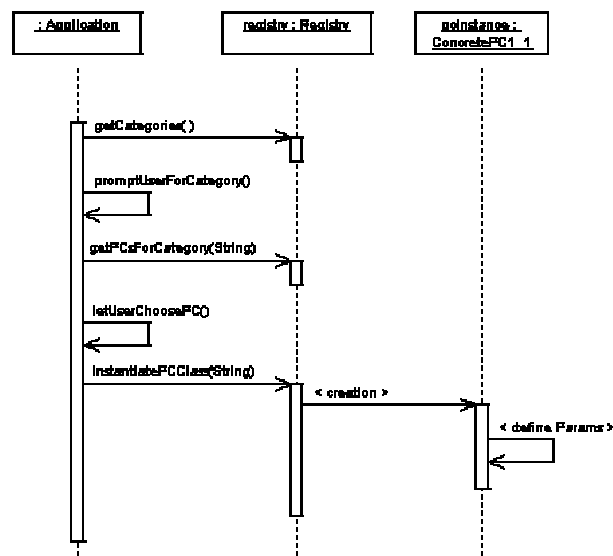 : Application
registry : Registry
pcinstance :
ConcretePC1_1
getCategories( )
promptUserForCategory()
getPCsForCategory(String)
letUserChoosePC()
instantiatePCClass(String)
< creation >
< define Params >